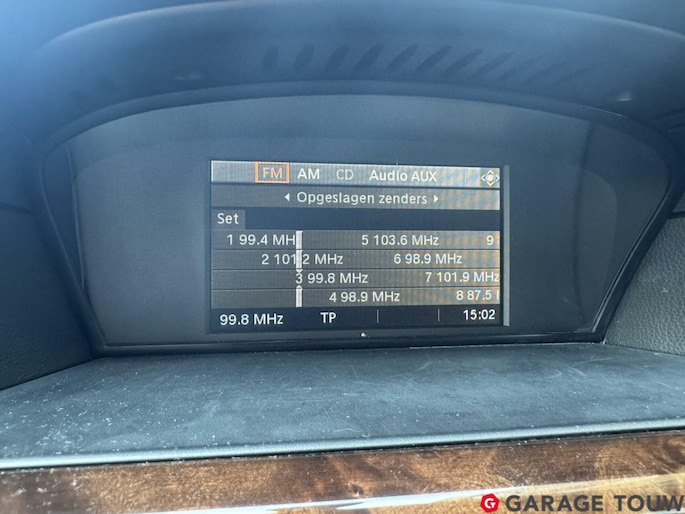 FM AM CD Audio AUX
Opgeslagen zenders
Set
1 99.4 MH 5 103.6 MHz 9
2 101.2 MHz 6 98.9 MHz
3 99.8 MHz 7 101.9 MHz
4 98.9 MHz 8 87.5
99.8 MHz TP 15:02
GARAGE TOUW